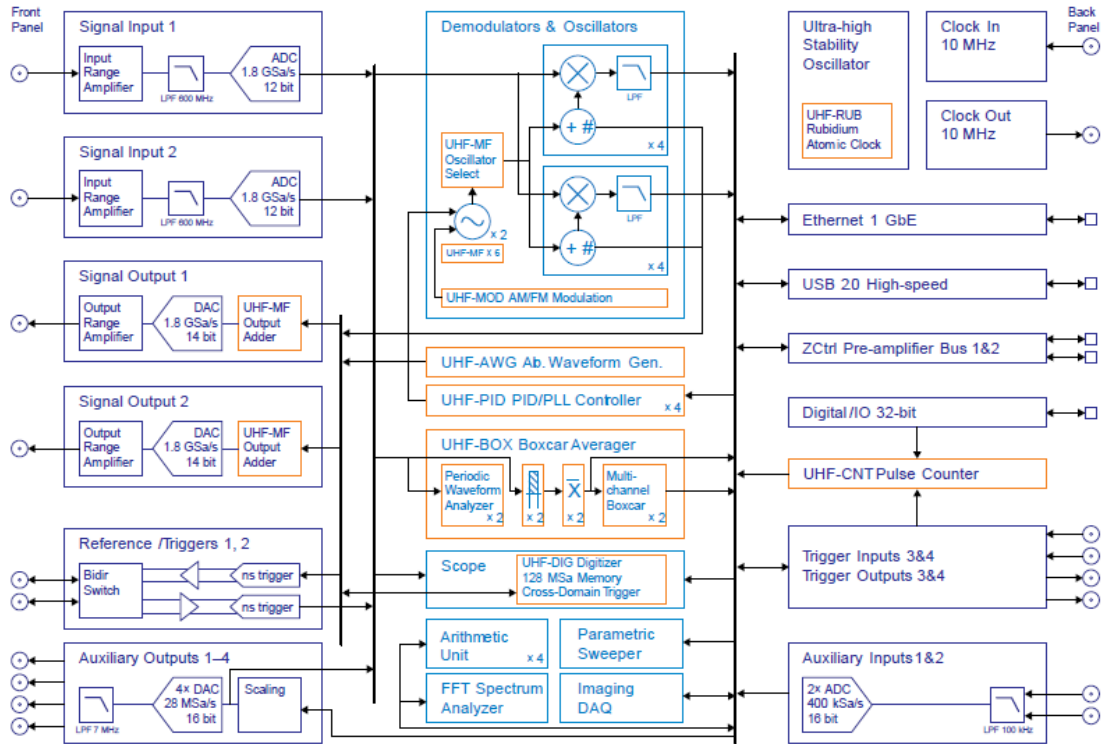 Front
Panel
Signal Input 1
Input
Range
Amplifier
LPF 600 MHz
ADC
1.8 GSa/s
12 bit
Signal Input 2
Input
Range
Amplifier
LPF 600 MHz
ADC
1.8 GSa/s
12 bit
Signal Output 1
Output
Range
Amplifier
DAC
1.8 GSa/s
14 bit
UHF-MF
Output
Adder
Signal Output 2
Output
Range
Amplifier
DAC
1.8 GSa/s
14 bit
UHF-MF
Output
Adder
Reference /Triggers 1, 2
Bidir
Switch
ns trigger
ns trigger
Auxiliary Outputs 1–4
LPF 7 MHz
4x DAC
28 MSa/s
16 bit
Scaling
Demodulators & Oscillators
LPF
+ #
x 4
UHF-MF
Oscillator
Select
x 2
UHF-MF x 6
LPF
+ #
x 4
UHF-MOD AM/FM Modulation
UHF-AWG Ab. Waveform Gen.
UHF-PID PID/PLL Controller
x 4
UHF-BOX Boxcar Averager
Periodic
Waveform
Analyzer
x 2
x 2
X
x 2
Multi-
channel
Boxcar
x 2
Scope
UHF-DIG Digitizer
128 MSa Memory
Cross-Domain Trigger
Arithmetic
Unit
x 4
Parametric
Sweeper
FFT Spectrum
Analyzer
Imaging
DAQ
Ultra-high
Stability
Oscillator
UHF-RUB
Rubidium
Atomic Clock
Clock In
10 MHz
Clock Out
10 MHz
Back
Panel
Ethernet 1 GbE
USB 20 High-speed
ZCtrl Pre-amplifier Bus 1&2
Digital/IO 32-bit
UHF-CNT Pulse Counter
Trigger Inputs 3&4
Trigger Outputs 3&4
Auxiliary Inputs 1&2
2x ADC
400 kSa/s
16 bit
LPF 100 kHz